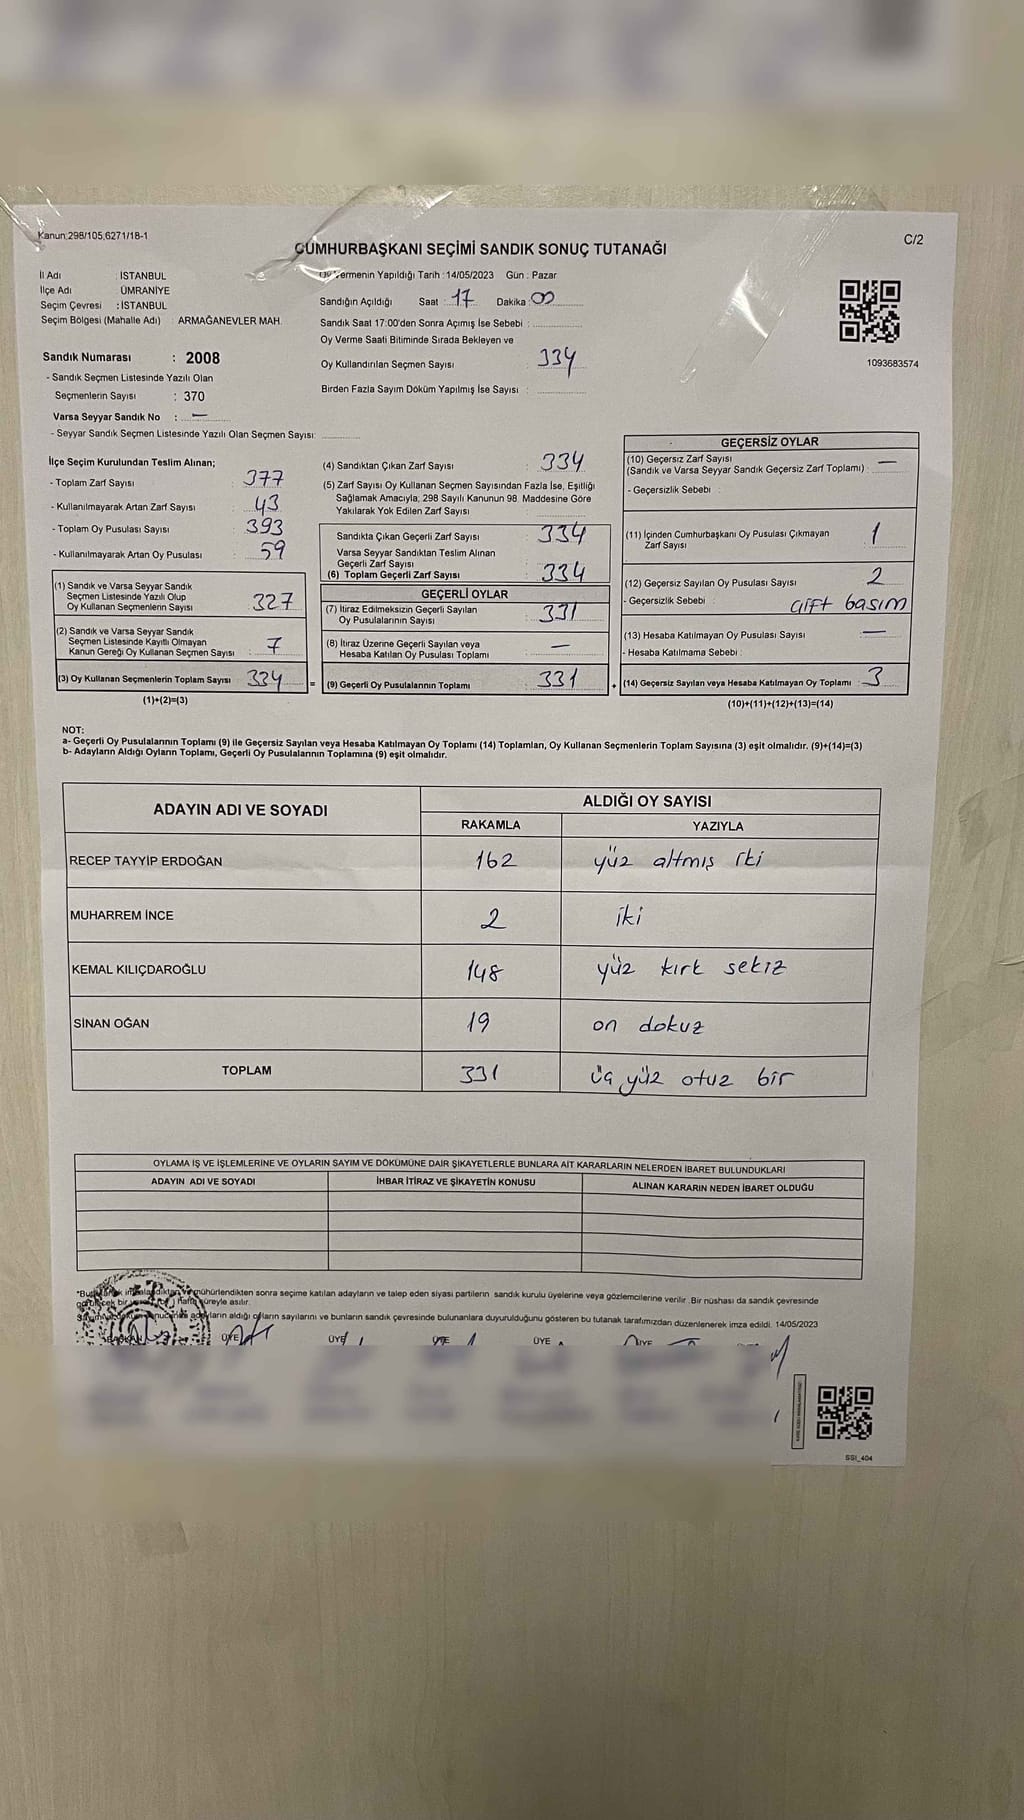 Kanun:298/105,6271/18-1
C/2
CUMHURBAŞKANI SEÇİMİ SANDIK SONUÇ TUTANAĞI
İl Adı : İSTANBUL
İlçe Adı : ÜMRANİYE
Seçim Çevresi : İSTANBUL
Seçim Bölgesi (Mahalle Adı) : ARMAĞANEVLER MAH.
Sandık Numarası : 2008
- Sandık Seçmen Listesinde Yazılı Olan
Seçmenlerin Sayısı : 370
Varsa Seyyar Sandık No : —
- Seyyar Sandık Seçmen Listesinde Yazılı Olan Seçmen Sayısı:
Oy Vermenin Yapıldığı Tarih : 14/05/2023 Gün : Pazar
Sandığın Açıldığı Saat : 17 Dakika : 00
Sandık Saat 17:00'den Sonra Açımış İse Sebebi :
Oy Verme Saati Bitiminde Sırada Bekleyen ve
Oy Kullandırılan Seçmen Sayısı : 334
Birden Fazla Sayım Döküm Yapılmış İse Sayısı :
1093683574
İlçe Seçim Kurulundan Teslim Alınan;
- Toplam Zarf Sayısı : 377
- Kullanılmayarak Artan Zarf Sayısı : 43
- Toplam Oy Pusulası Sayısı : 393
- Kullanılmayarak Artan Oy Pusulası : 59
(1) Sandık ve Varsa Seyyar Sandık
Seçmen Listesinde Yazılı Olup
Oy Kullanan Seçmenlerin Sayısı : 327
(2) Sandık ve Varsa Seyyar Sandık
Seçmen Listesinde Kayıtlı Olmayan
Kanun Gereği Oy Kullanan Seçmen Sayısı : 7
(3) Oy Kullanan Seçmenlerin Toplam Sayısı : 334
(1)+(2)=(3)
(4) Sandıktan Çıkan Zarf Sayısı : 334
(5) Zarf Sayısı Oy Kullanan Seçmen Sayısından Fazla İse, Eşitliği
Sağlamak Amacıyla, 298 Sayılı Kanunun 98. Maddesine Göre
Yakılarak Yok Edilen Zarf Sayısı :
Sandıkta Çıkan Geçerli Zarf Sayısı : 334
Varsa Seyyar Sandıktan Teslim Alınan
Geçerli Zarf Sayısı :
(6) Toplam Geçerli Zarf Sayısı : 334
GEÇERLİ OYLAR
(7) İtiraz Edilmeksizin Geçerli Sayılan
Oy Pusulalarının Sayısı : 331
(8) İtiraz Üzerine Geçerli Sayılan veya
Hesaba Katılan Oy Pusulası Toplamı : —
= (9) Geçerli Oy Pusulalarının Toplamı : 331
GEÇERSİZ OYLAR
(10) Geçersiz Zarf Sayısı : —
(Sandık ve Varsa Seyyar Sandık Geçersiz Zarf Toplamı)
- Geçersizlik Sebebi :
(11) İçinden Cumhurbaşkanı Oy Pusulası Çıkmayan
Zarf Sayısı : 1
(12) Geçersiz Sayılan Oy Pusulası Sayısı : 2
- Geçersizlik Sebebi : çift basım
(13) Hesaba Katılmayan Oy Pusulası Sayısı : —
- Hesaba Katılmama Sebebi :
+ (14) Geçersiz Sayılan veya Hesaba Katılmayan Oy Toplamı : 3
(10)+(11)+(12)+(13)=(14)
NOT:
a- Geçerli Oy Pusulalarının Toplamı (9) ile Geçersiz Sayılan veya Hesaba Katılmayan Oy Toplamı (14) Toplamları, Oy Kullanan Seçmenlerin Toplam Sayısına (3) eşit olmalıdır. (9)+(14)=(3)
b- Adayların Aldığı Oyların Toplamı, Geçerli Oy Pusulalarının Toplamına (9) eşit olmalıdır.
ADAYIN ADI VE SOYADI ALDIĞI OY SAYISI
RAKAMLA YAZIYLA
RECEP TAYYİP ERDOĞAN 162 yüz altmış iki
MUHARREM İNCE 2 iki
KEMAL KILIÇDAROĞLU 148 yüz kırk sekiz
SİNAN OĞAN 19 on dokuz
TOPLAM 331 üç yüz otuz bir
OYLAMA İŞ VE İŞLEMLERİNE VE OYLARIN SAYIM VE DÖKÜMÜNE DAİR ŞİKAYETLERLE BUNLARA AİT KARARLARIN NELERDEN İBARET BULUNDUKLARI
ADAYIN ADI VE SOYADI İHBAR İTİRAZ VE ŞİKAYETİN KONUSU ALINAN KARARIN NEDEN İBARET OLDUĞU
mühürlendikten sonra seçime katılan adayların ve talep eden siyasi partilerin sandık kurulu üyelerine veya gözlemcilerine verilir. Bir nüshası da sandık çevresinde
bir hafta süreyle asılır.
adayların aldığı oyların sayılarını ve bunların sandık çevresinde bulunanlara duyurulduğunu gösteren bu tutanak tarafımızdan düzenlenerek imza edildi. 14/05/2023
BAŞKAN ÜYE ÜYE ÜYE ÜYE ÜYE
SSI_404